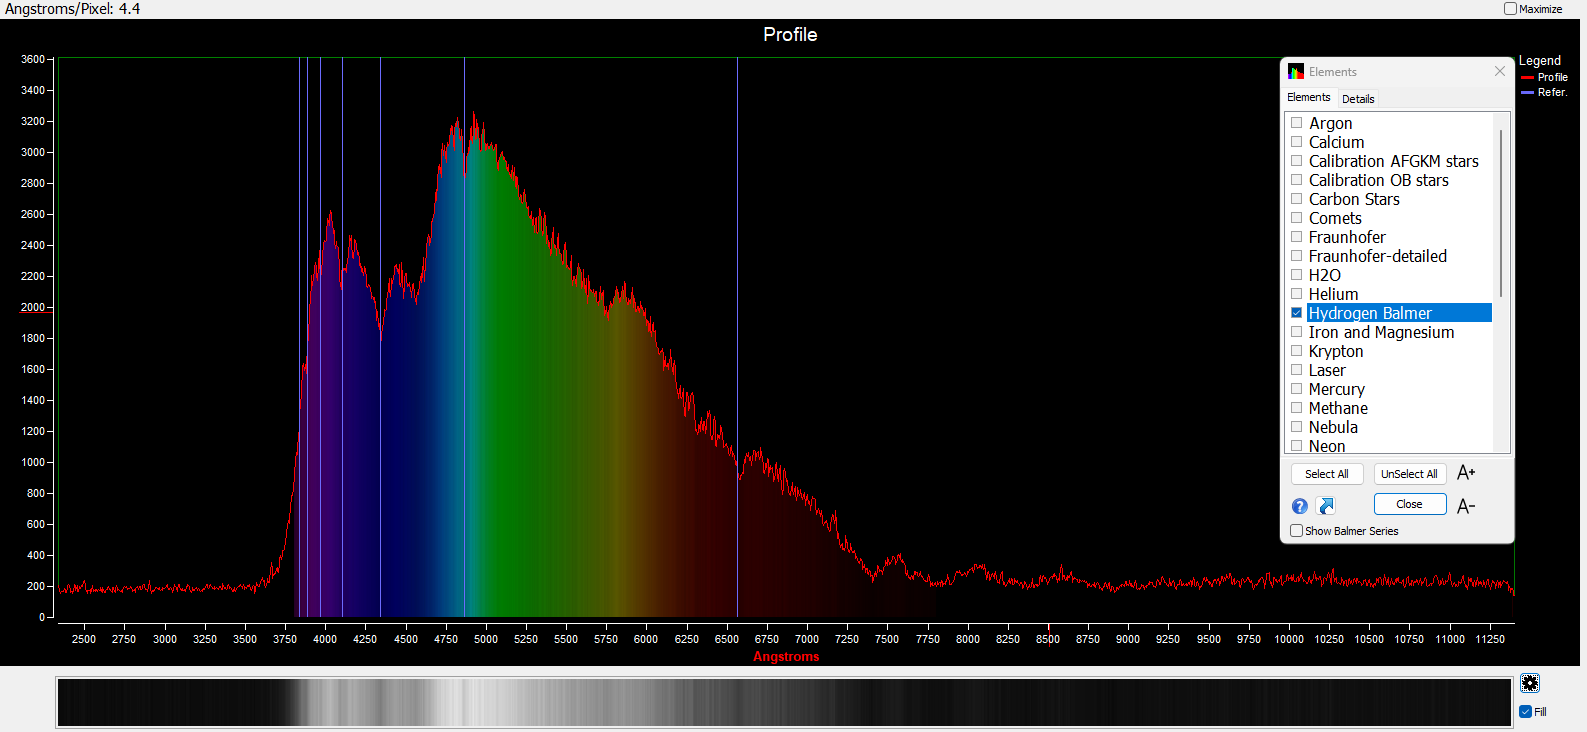 Angstroms/Pixel: 4.4
Maximize
Profile
3600
3400
3200
3000
2800
2600
2400
2200
2000
1800
1600
1400
1200
1000
800
600
400
200
0
2500 2750 3000 3250 3500 3750 4000 4250 4500 4750 5000 5250 5500 5750 6000 6250 6500 6750 7000 7250 7500 7750 8000 8250 8500 8750 9000 9250 9500 9750 10000 10250 10500 10750 11000 11250
Angstroms
Elements
Elements Details
Argon
Calcium
Calibration AFGKM stars
Calibration OB stars
Carbon Stars
Comets
Fraunhofer
Fraunhofer-detailed
H2O
Helium
Hydrogen Balmer
Iron and Magnesium
Krypton
Laser
Mercury
Methane
Nebula
Neon
Select All UnSelect All A+
? Close A-
Show Balmer Series
Legend
Profile
Refer.
Fill